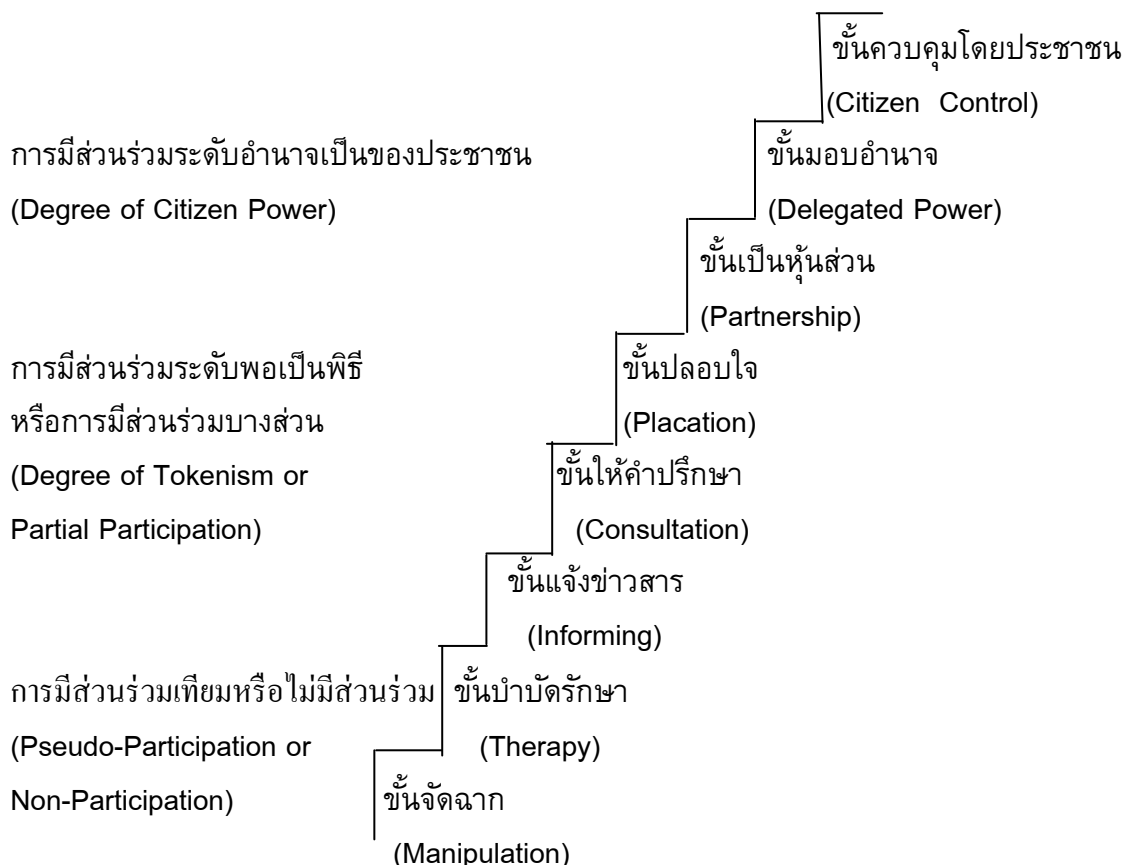 ขั้นควบคุมโดยประชาชน
(Citizen Control)
การมีส่วนร่วมระดับอำนาจเป็นของประชาชน
ขั้นมอบอำนาจ
(Degree of Citizen Power)
(Delegated Power)
ขั้นเป็นหุ้นส่วน
(Partnership)
การมีส่วนร่วมระดับพอเป็นพิธี
ขั้นปลอบใจ
หรือการมีส่วนร่วมบางส่วน
(Placation)
(Degree of Tokenism or
ขั้นให้คำปรึกษา
Partial Participation)
(Consultation)
ขั้นแจ้งข่าวสาร
(Informing)
การมีส่วนร่วมเทียมหรือไม่มีส่วนร่วม
ขั้นบำบัดรักษา
(Pseudo-Participation or
(Therapy)
Non-Participation)
ขั้นจัดฉาก
(Manipulation)